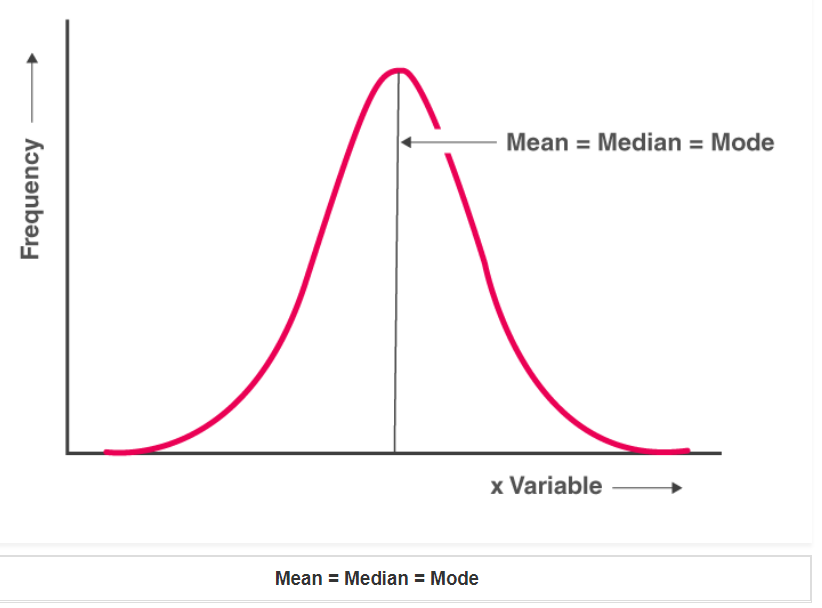 Frequency
Mean = Median = Mode
x Variable
Mean = Median = Mode